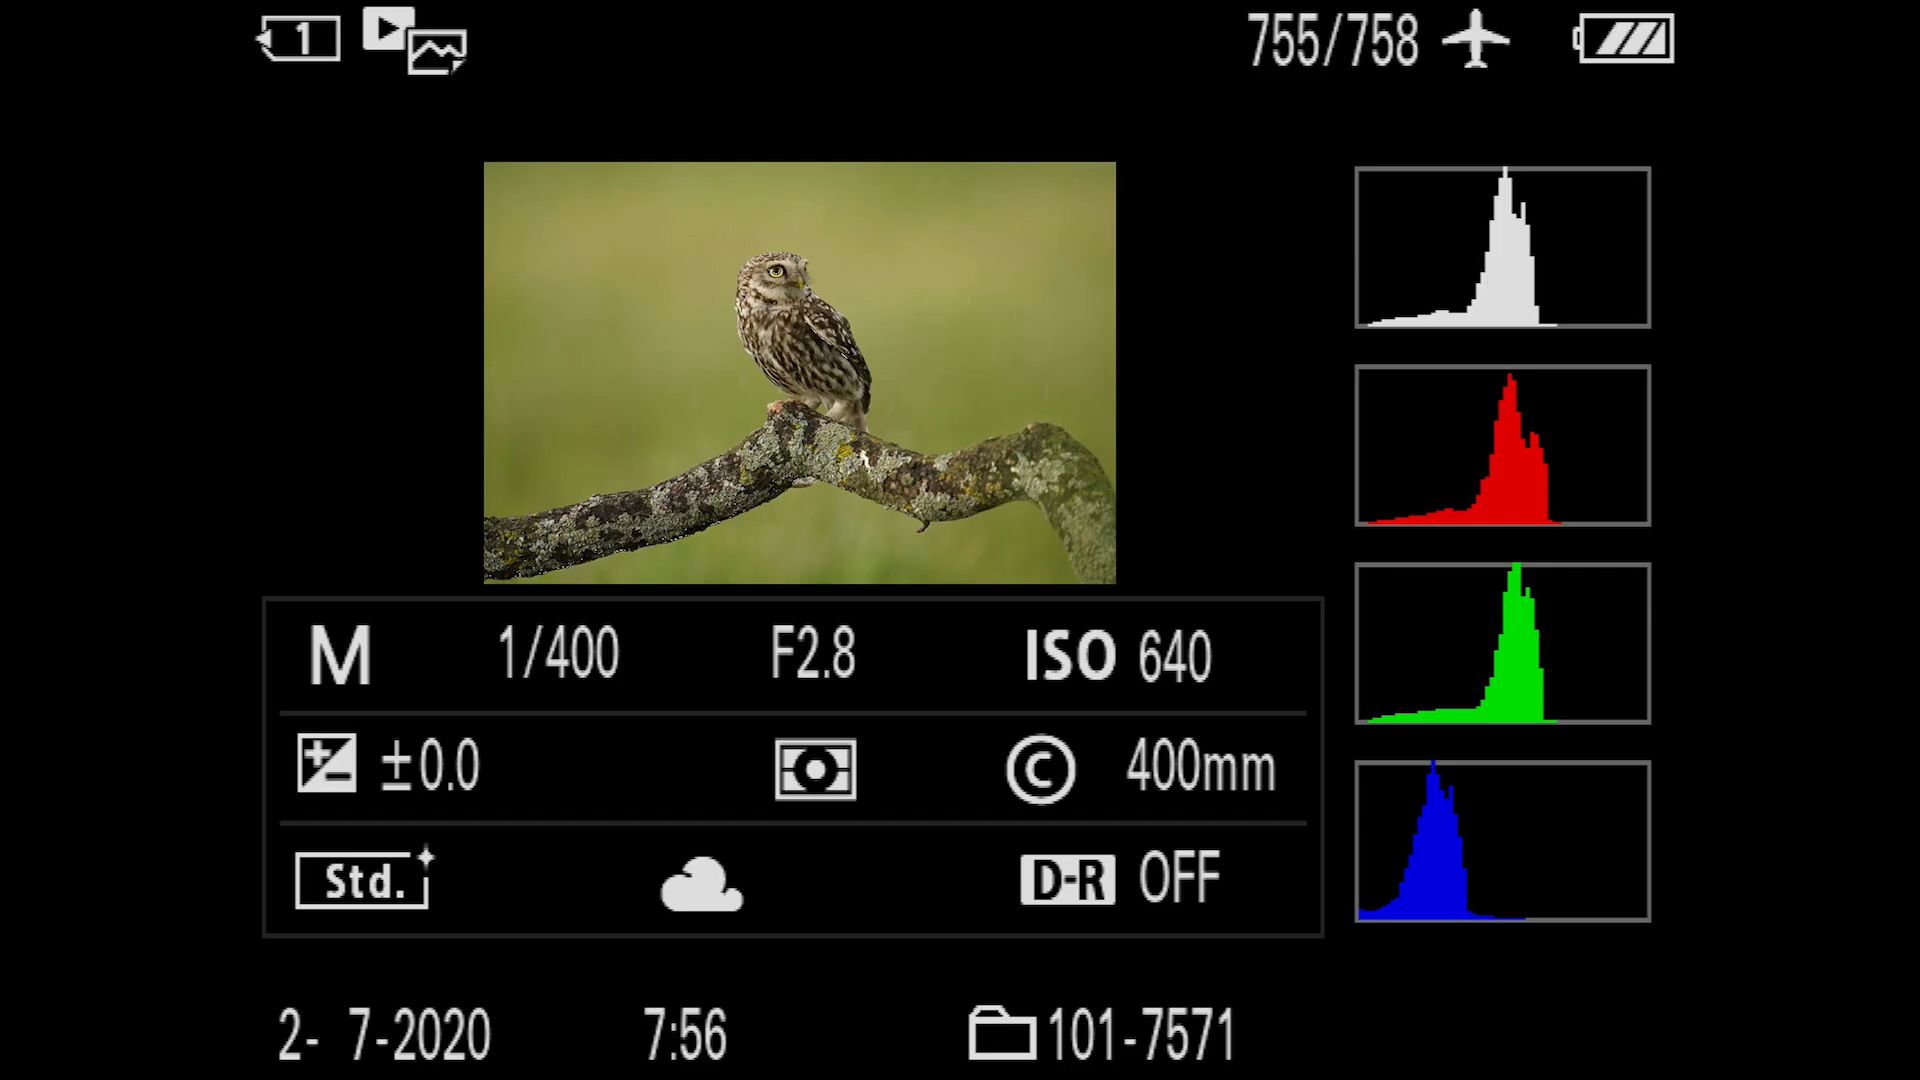 1 755/758
M 1/400 F2.8 ISO 640
±0.0 C 400mm
Std. D-R OFF
2- 7-2020 7:56 101-7571